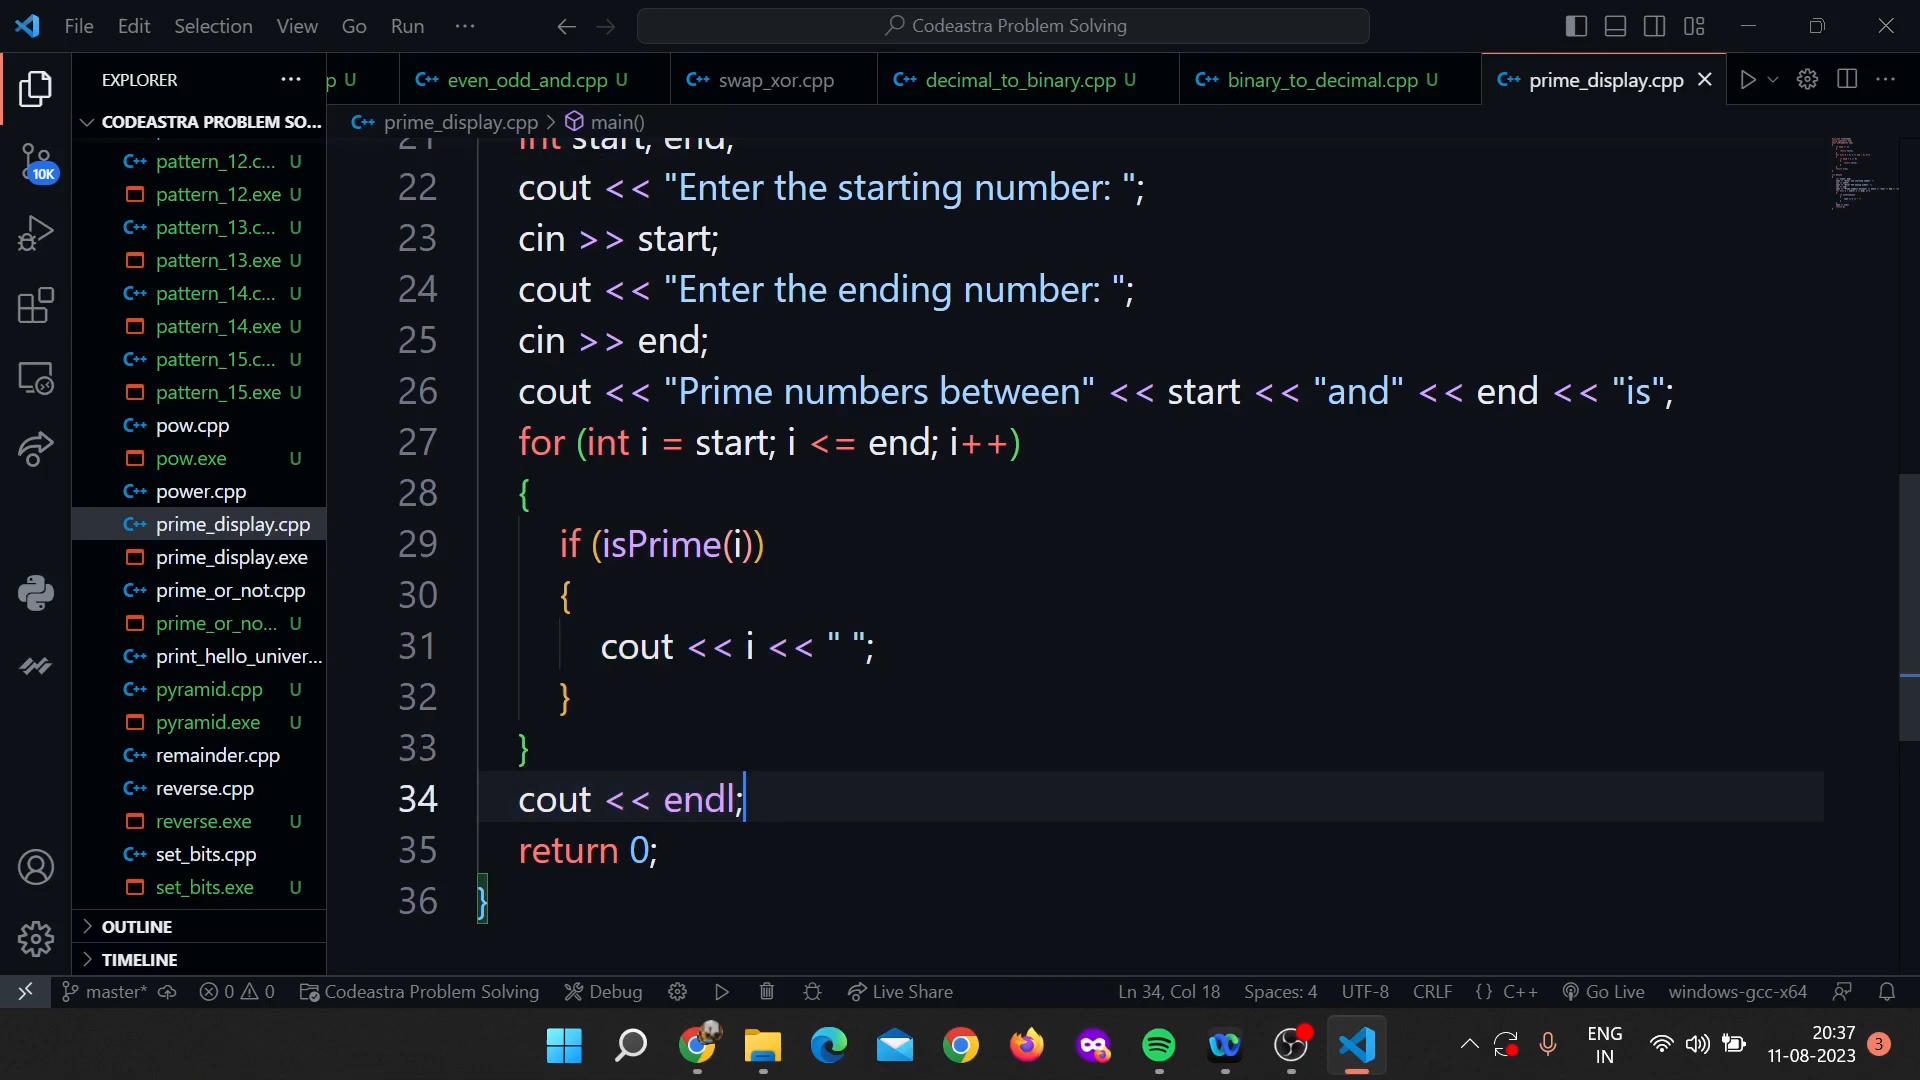 File Edit Selection View Go Run ···
Codeastra Problem Solving
EXPLORER ···
p U
C++ even_odd_and.cpp U
C++ swap_xor.cpp
C++ decimal_to_binary.cpp U
C++ binary_to_decimal.cpp U
C++ prime_display.cpp
CODEASTRA PROBLEM SO...
C++ prime_display.cpp > main()
10K
C++ pattern_12.c... U
pattern_12.exe U
C++ pattern_13.c... U
pattern_13.exe U
C++ pattern_14.c... U
pattern_14.exe U
C++ pattern_15.c... U
pattern_15.exe U
C++ pow.cpp
pow.exe U
C++ power.cpp
C++ prime_display.cpp
prime_display.exe
C++ prime_or_not.cpp
prime_or_no... U
C++ print_hello_univer...
C++ pyramid.cpp U
pyramid.exe U
C++ remainder.cpp
C++ reverse.cpp
reverse.exe U
C++ set_bits.cpp
set_bits.exe U
OUTLINE
TIMELINE
21 int start, end;
22 cout << "Enter the starting number: ";
23 cin >> start;
24 cout << "Enter the ending number: ";
25 cin >> end;
26 cout << "Prime numbers between" << start << "and" << end << "is";
27 for (int i = start; i <= end; i++)
28 {
29 if (isPrime(i))
30 {
31 cout << i << " ";
32 }
33 }
34 cout << endl;
35 return 0;
36 }
master* 0 0 Codeastra Problem Solving Debug Live Share Ln 34, Col 18 Spaces: 4 UTF-8 CRLF {} C++ Go Live windows-gcc-x64
ENG
IN
20:37
11-08-2023
3